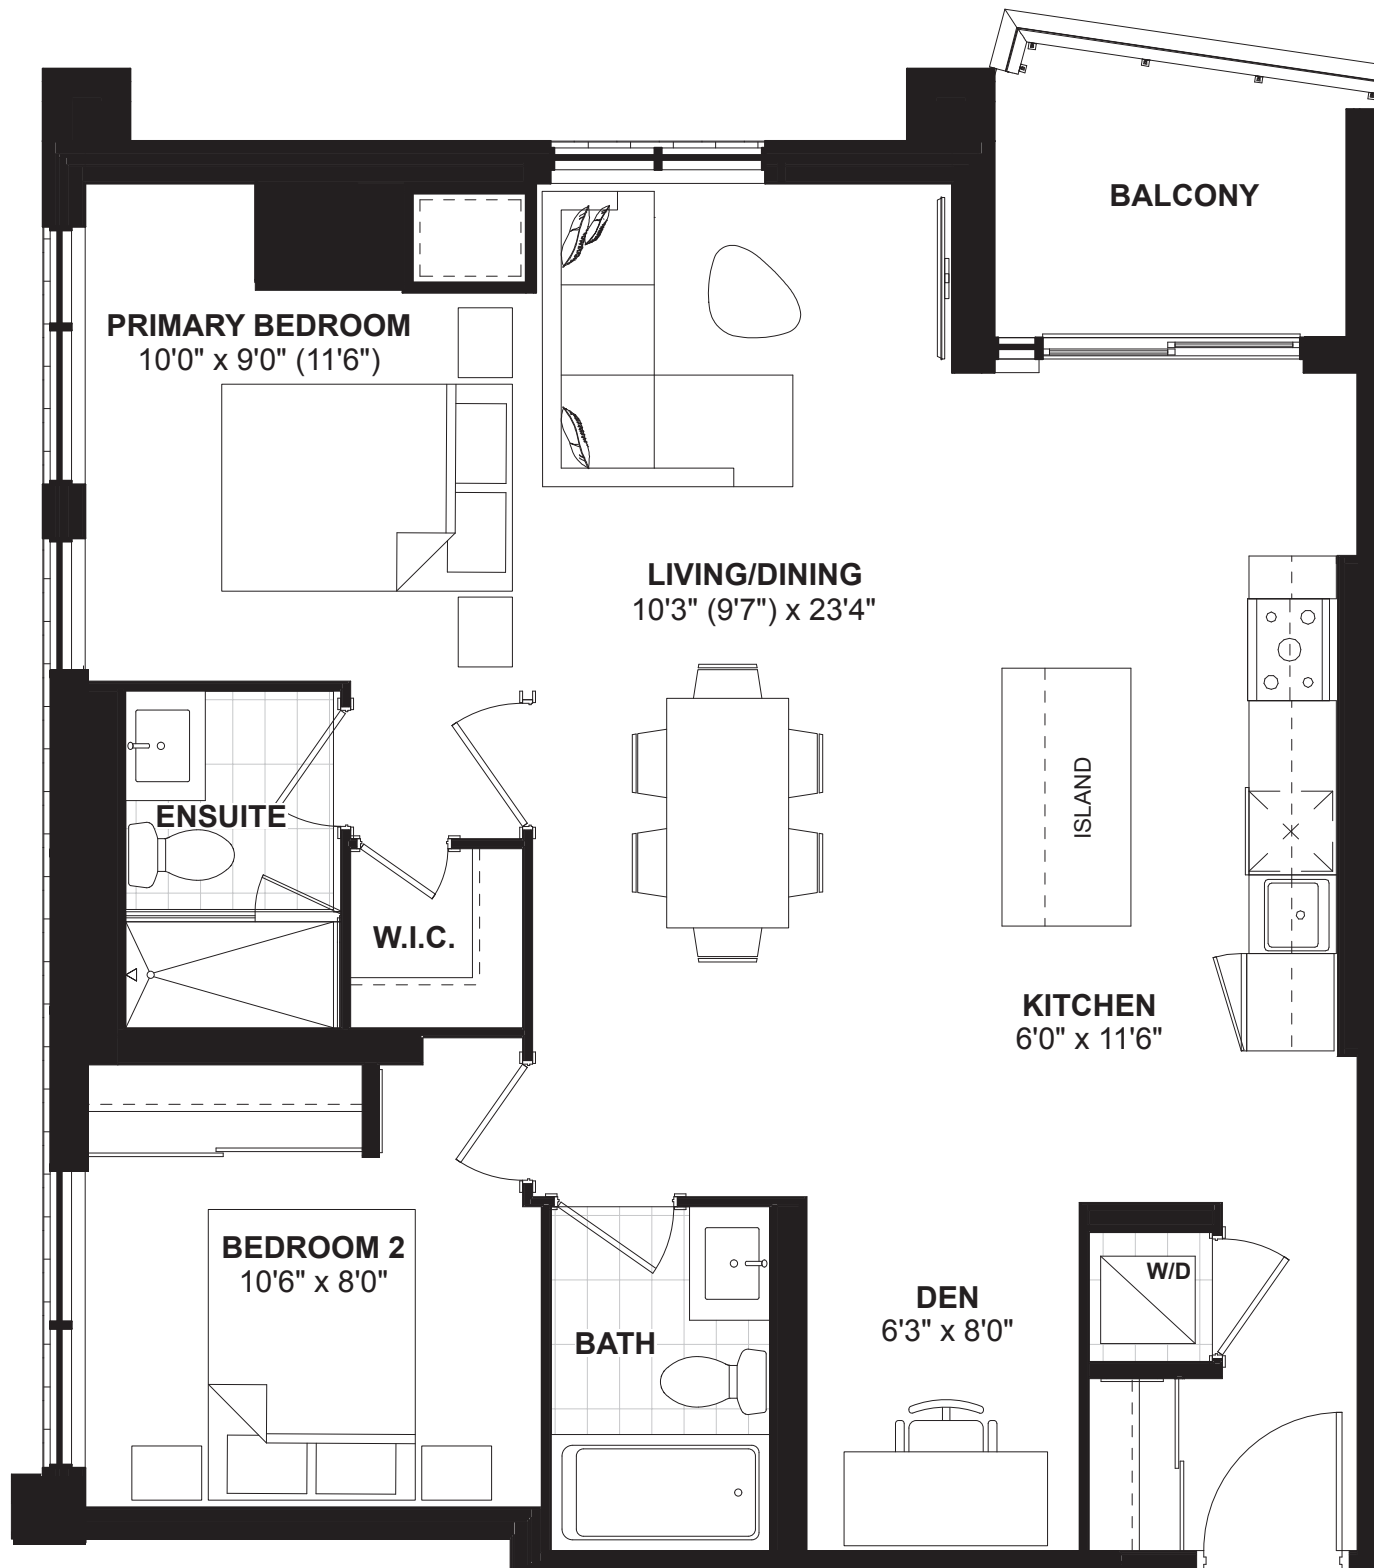 BALCONY
PRIMARY BEDROOM
10'0" x 9'0" (11'6")
LIVING/DINING
10'3" (9'7") x 23'4"
ISLAND
ENSUITE
W.I.C.
KITCHEN
6'0" x 11'6"
BEDROOM 2
10'6" x 8'0"
BATH
DEN
6'3" x 8'0"
W/D